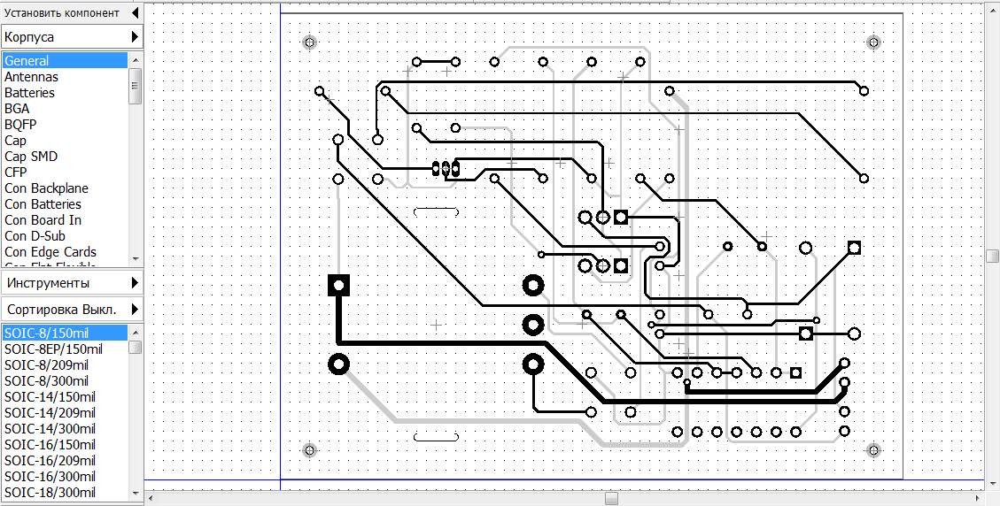 Установить компонент
Корпуса
General
Antennas
Batteries
BGA
BQFP
Cap
Cap SMD
CFP
Con Backplane
Con Batteries
Con Board In
Con D-Sub
Con Edge Cards
Con Flat Flexible
Инструменты
Сортировка Выкл.
SOIC-8/150mil
SOIC-8EP/150mil
SOIC-8/209mil
SOIC-8/300mil
SOIC-14/150mil
SOIC-14/209mil
SOIC-14/300mil
SOIC-16/150mil
SOIC-16/209mil
SOIC-16/300mil
SOIC-18/300mil